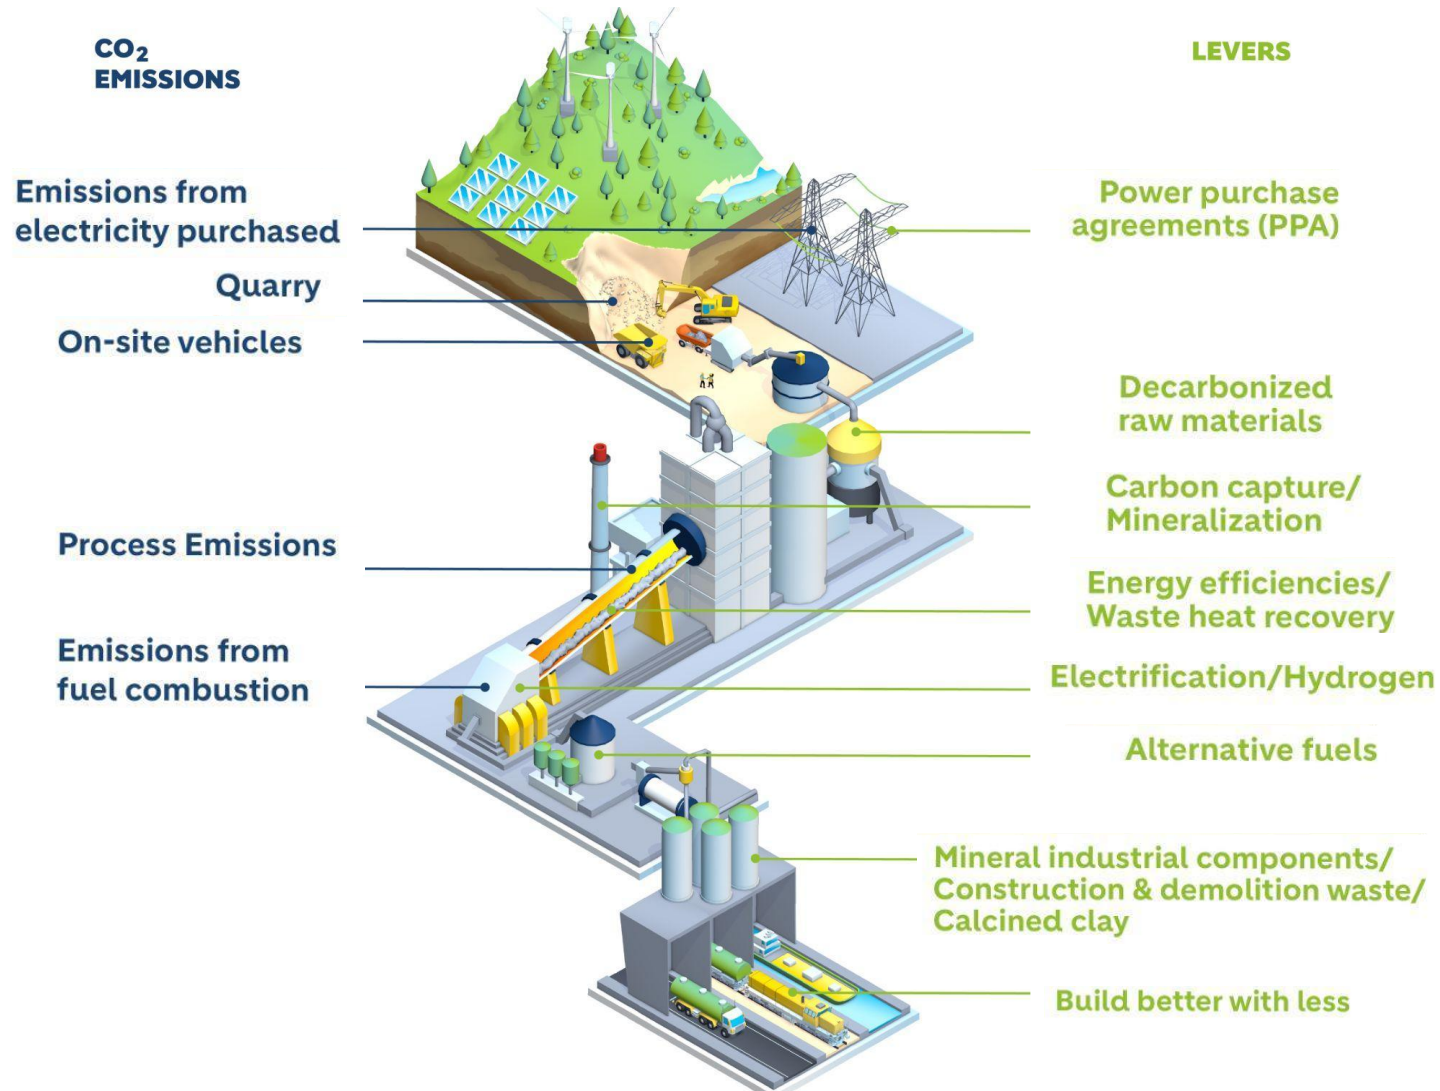 CO₂
EMISSIONS
Emissions from
electricity purchased
Quarry
On-site vehicles
Process Emissions
Emissions from
fuel combustion
LEVERS
Power purchase
agreements (PPA)
Decarbonized
raw materials
Carbon capture/
Mineralization
Energy efficiencies/
Waste heat recovery
Electrification/Hydrogen
Alternative fuels
Mineral industrial components/
Construction & demolition waste/
Calcined clay
Build better with less